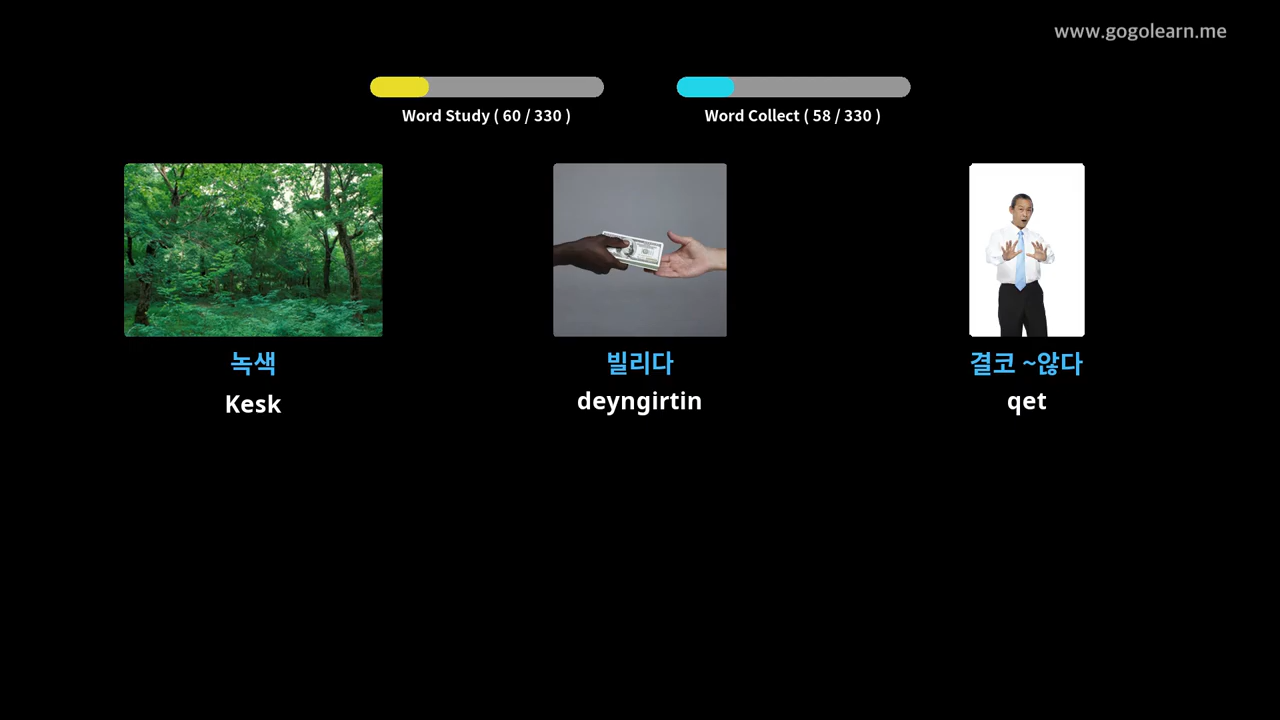 www.gogolearn.me
Word Study ( 60 / 330 )
Word Collect ( 58 / 330 )
녹색
빌리다
결코 ~않다
Kesk
deyngirtin
qet